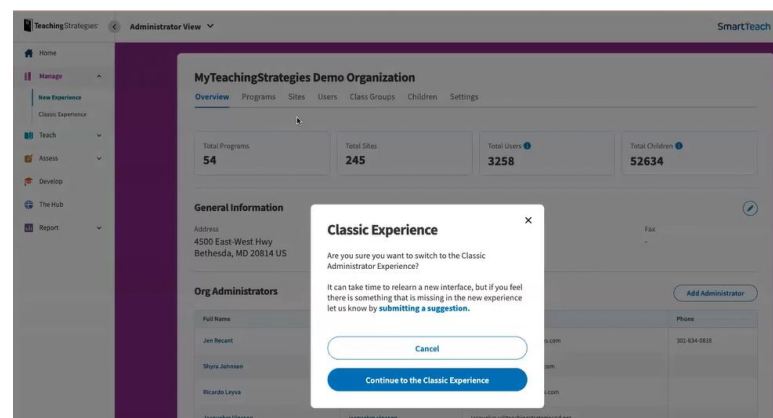 TeachingStrategies
Administrator View
SmartTeach
Home
Manage
New Experience
Classic Experience
Teach
Assess
Develop
The Hub
Report
MyTeachingStrategies Demo Organization
Overview Programs Sites Users Class Groups Children Settings
Total Programs
54
Total Sites
245
Total Users
3258
Total Children
52634
General Information
Address
4500 East-West Hwy
Bethesda, MD 20814 US
Fax
-
Org Administrators
Add Administrator
Full Name
Phone
Jen Recant
s.com
301-634-0818
Shyra Johnson
com
Ricardo Leyva
.com
Classic Experience
Are you sure you want to switch to the Classic
Administrator Experience?
It can take time to relearn a new interface, but if you feel
there is something that is missing in the new experience
let us know by submitting a suggestion.
Cancel
Continue to the Classic Experience